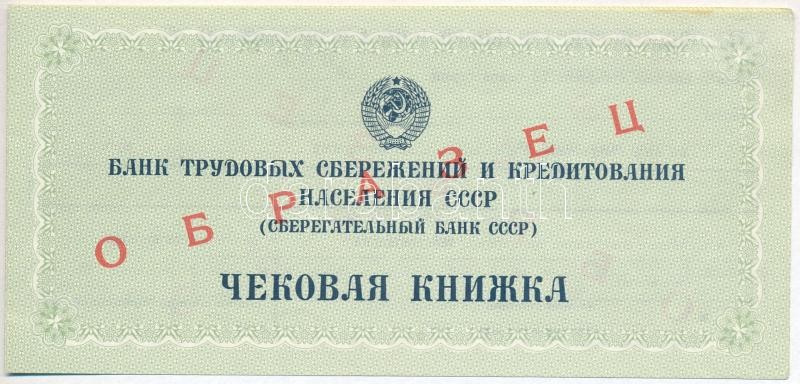 БАНК ТРУДОВЫХ СБЕРЕЖЕНИЙ И КРЕДИТОВАНИЯ
НАСЕЛЕНИЯ СССР
(СБЕРЕГАТЕЛЬНЫЙ БАНК СССР)
ОБРАЗЕЦ
ЧЕКОВАЯ КНИЖКА